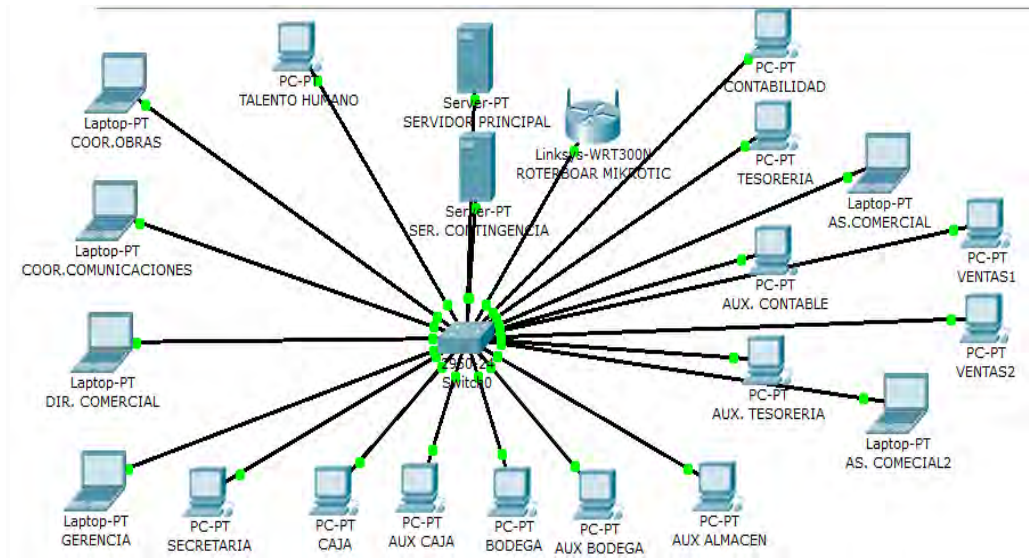 Laptop-PT
COOR.OBRAS
PC-PT
TALENTO HUMANO
Server-PT
SERVIDOR PRINCIPAL
Linksys-WRT300N
ROTERBOAR MIKROTIC
PC-PT
CONTABILIDAD
PC-PT
TESORERIA
Server-PT
SER. CONTINGENCIA
Laptop-PT
AS.COMERCIAL
Laptop-PT
COOR.COMUNICACIONES
PC-PT
AUX. CONTABLE
PC-PT
VENTAS1
Laptop-PT
DIR. COMERCIAL
2950-24
Switch0
PC-PT
VENTAS2
PC-PT
AUX. TESORERIA
Laptop-PT
AS. COMECIAL2
Laptop-PT
GERENCIA
PC-PT
SECRETARIA
PC-PT
CAJA
PC-PT
AUX CAJA
PC-PT
BODEGA
PC-PT
AUX BODEGA
PC-PT
AUX ALMACEN